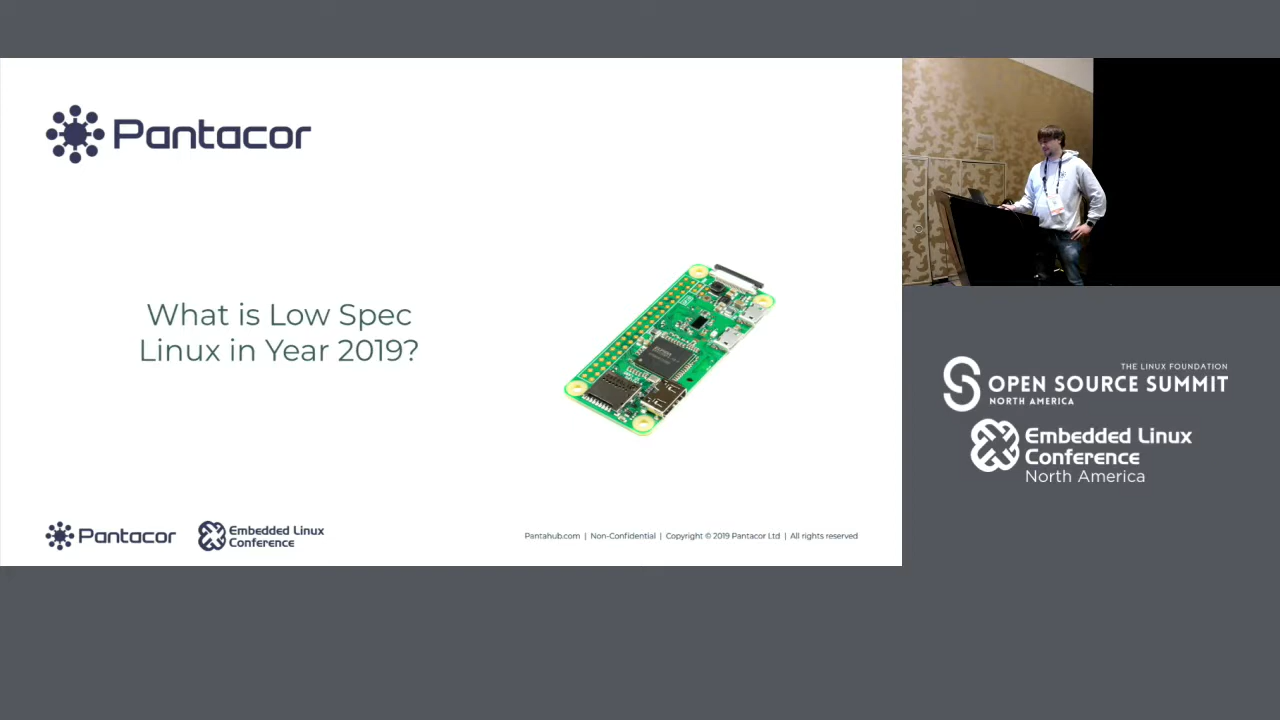 Pantacor
What is Low Spec
Linux in Year 2019?
Pantacor
Embedded Linux
Conference
Pantahub.com | Non-Confidential | Copyright © 2019 Pantacor Ltd | All rights reserved
THE LINUX FOUNDATION
OPEN SOURCE SUMMIT
NORTH AMERICA
Embedded Linux
Conference
North America